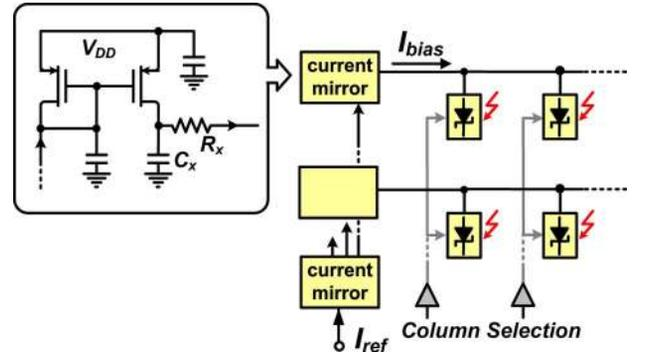 V_DD
R_x
C_x
current
mirror
I_bias
current
mirror
I_ref
Column Selection